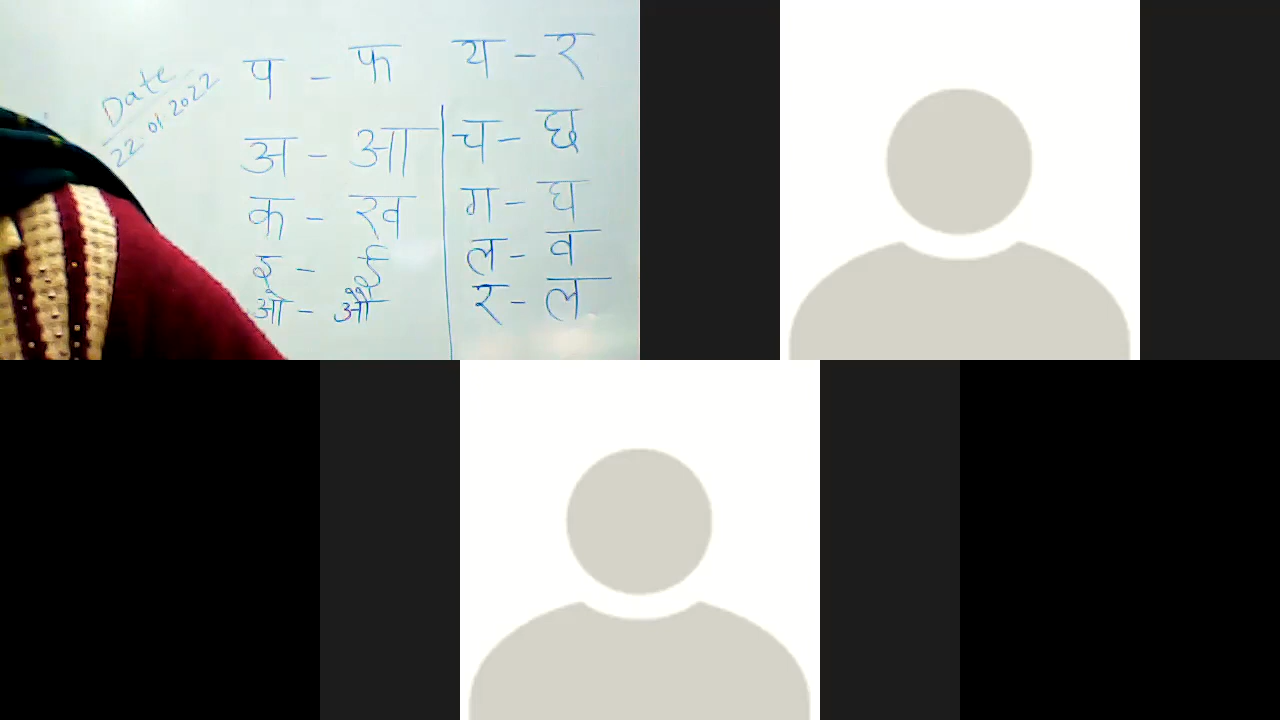 Date
22.01.2022
प - फ य - र
अ - आ च - छ
क - ख ग - घ
इ - ई ल - व
ओ - औ र - ल